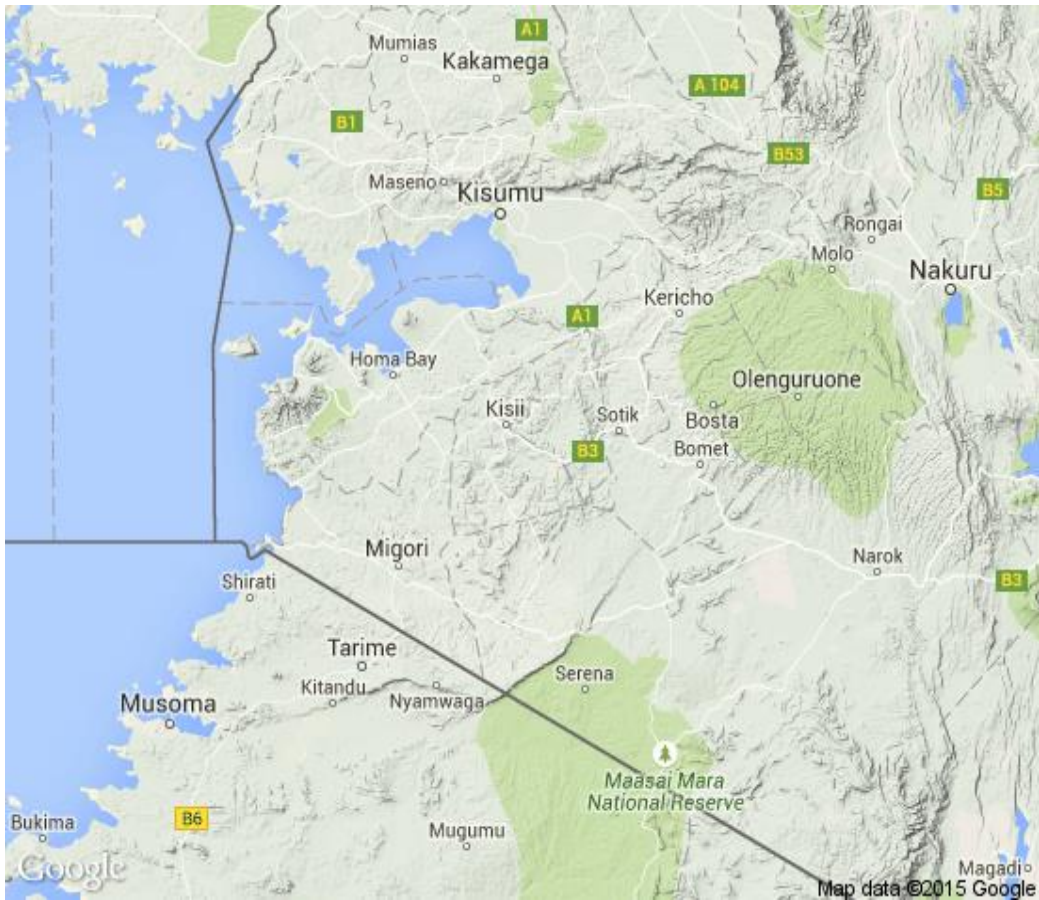 A1
Mumias
Kakamega
A 104
B1
B53
Maseno
Kisumu
B5
Rongai
Molo
Nakuru
Kericho
A1
Homa Bay
Olenguruone
Kisii
Sotik
Bosta
B3
Bomet
Migori
Narok
Shirati
B3
Tarime
Serena
Kitandu
Nyamwaga
Musoma
Maasai Mara
National Reserve
B6
Bukima
Mugumu
Google
Magadi
Map data ©2015 Google